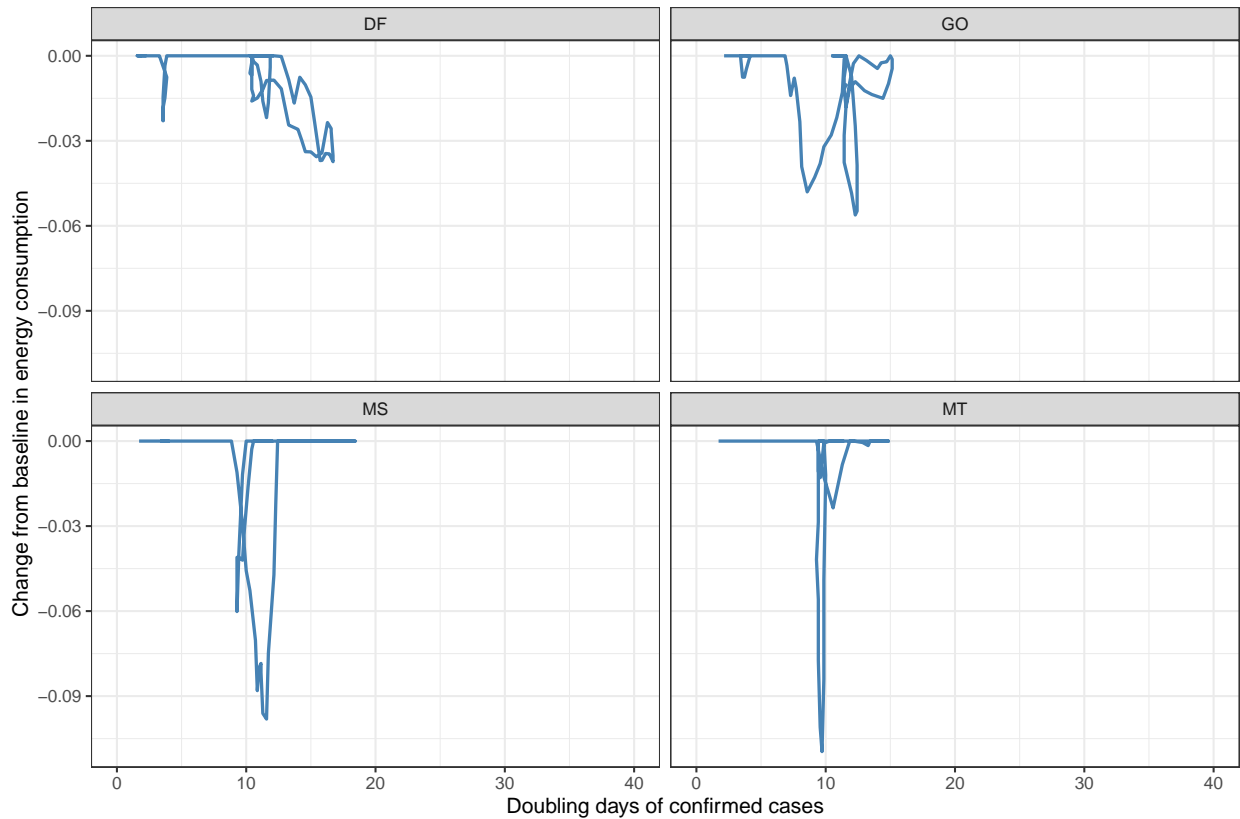 DF
GO
0.00
−0.03
−0.06
−0.09
MS
MT
0.00
−0.03
−0.06
−0.09
0 10 20 30 40
0 10 20 30 40
Doubling days of confirmed cases
Change from baseline in energy consumption